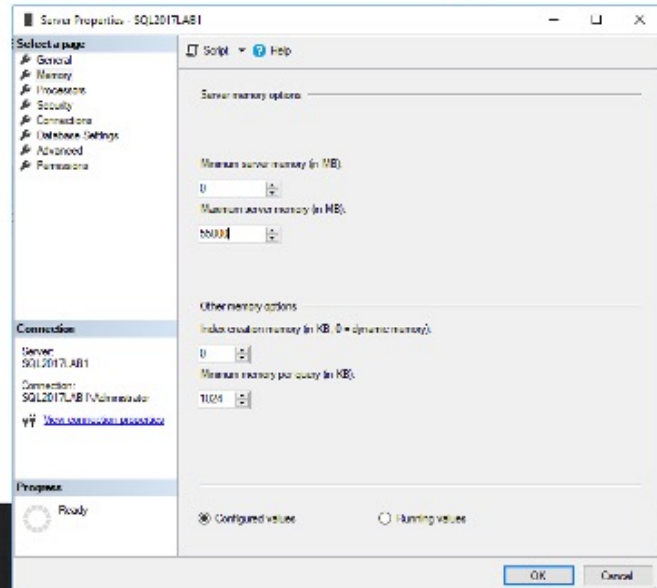 Server Properties - SQL2017LAB1
Select a page
General
Memory
Processors
Security
Connections
Database Settings
Advanced
Permissions
Script
Help
Server memory options
Minimum server memory (in MB):
0
Maximum server memory (in MB):
55000
Other memory options
Index creation memory (in KB, 0 = dynamic memory):
0
Minimum memory per query (in KB):
1024
Connection
Server:
SQL2017LAB1
Connection:
SQL2017LAB1\Administrator
View connection properties
Progress
Ready
Configured values
Running values
OK
Cancel